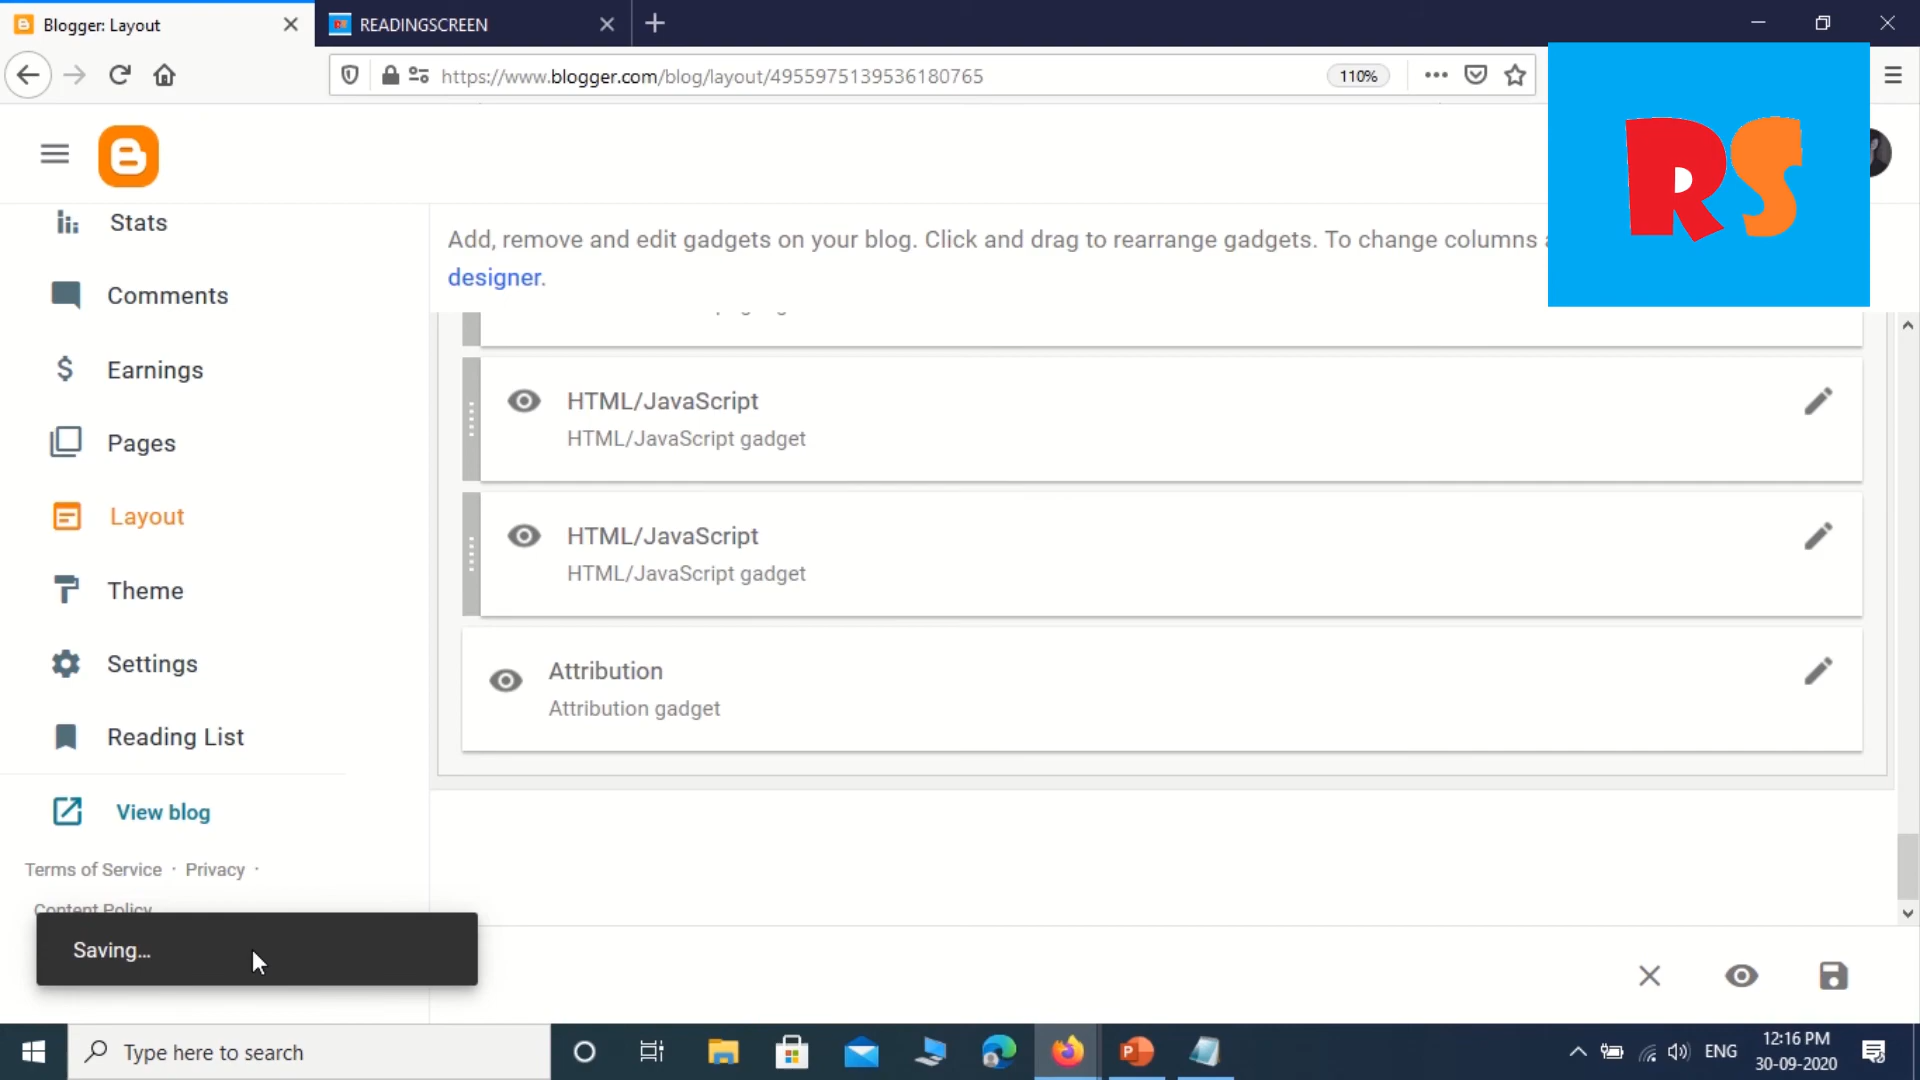 Blogger: Layout
READINGSCREEN
https://www.blogger.com/blog/layout/4955975139536180765
110%
RS
Stats
Comments
Earnings
Pages
Layout
Theme
Settings
Reading List
View blog
Terms of Service · Privacy ·
Content Policy
Saving...
Add, remove and edit gadgets on your blog. Click and drag to rearrange gadgets. To change columns
designer.
HTML/JavaScript
HTML/JavaScript gadget
HTML/JavaScript
HTML/JavaScript gadget
Attribution
Attribution gadget
Type here to search
ENG
12:16 PM
30-09-2020